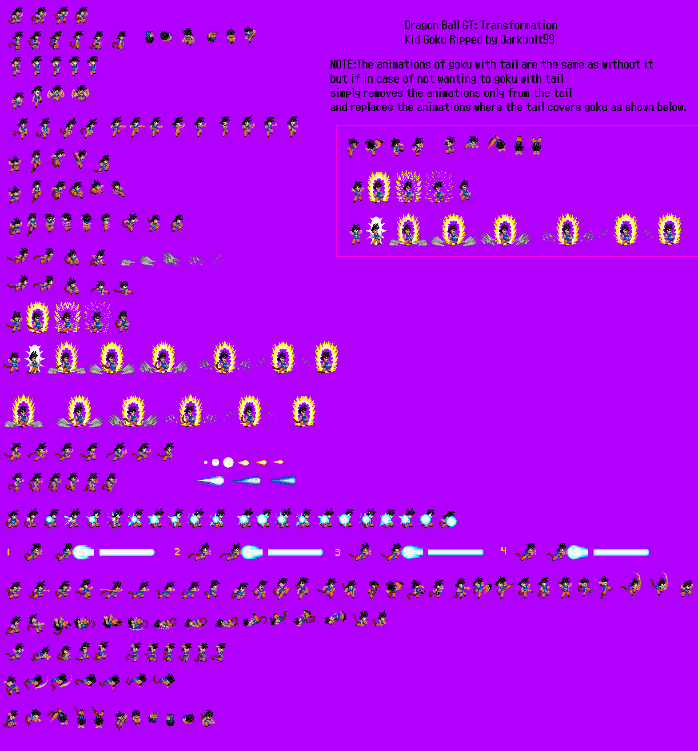 Dragon Ball GT: Transformation
Kid Goku Ripped by Darkbolt99
NOTE:The animations of goku with tail are the same as without it
but if in case of not wanting to goku with tail
simply removes the animations only from the tail
and replaces the animations where the tail covers goku as shown below.
1 2 3 4